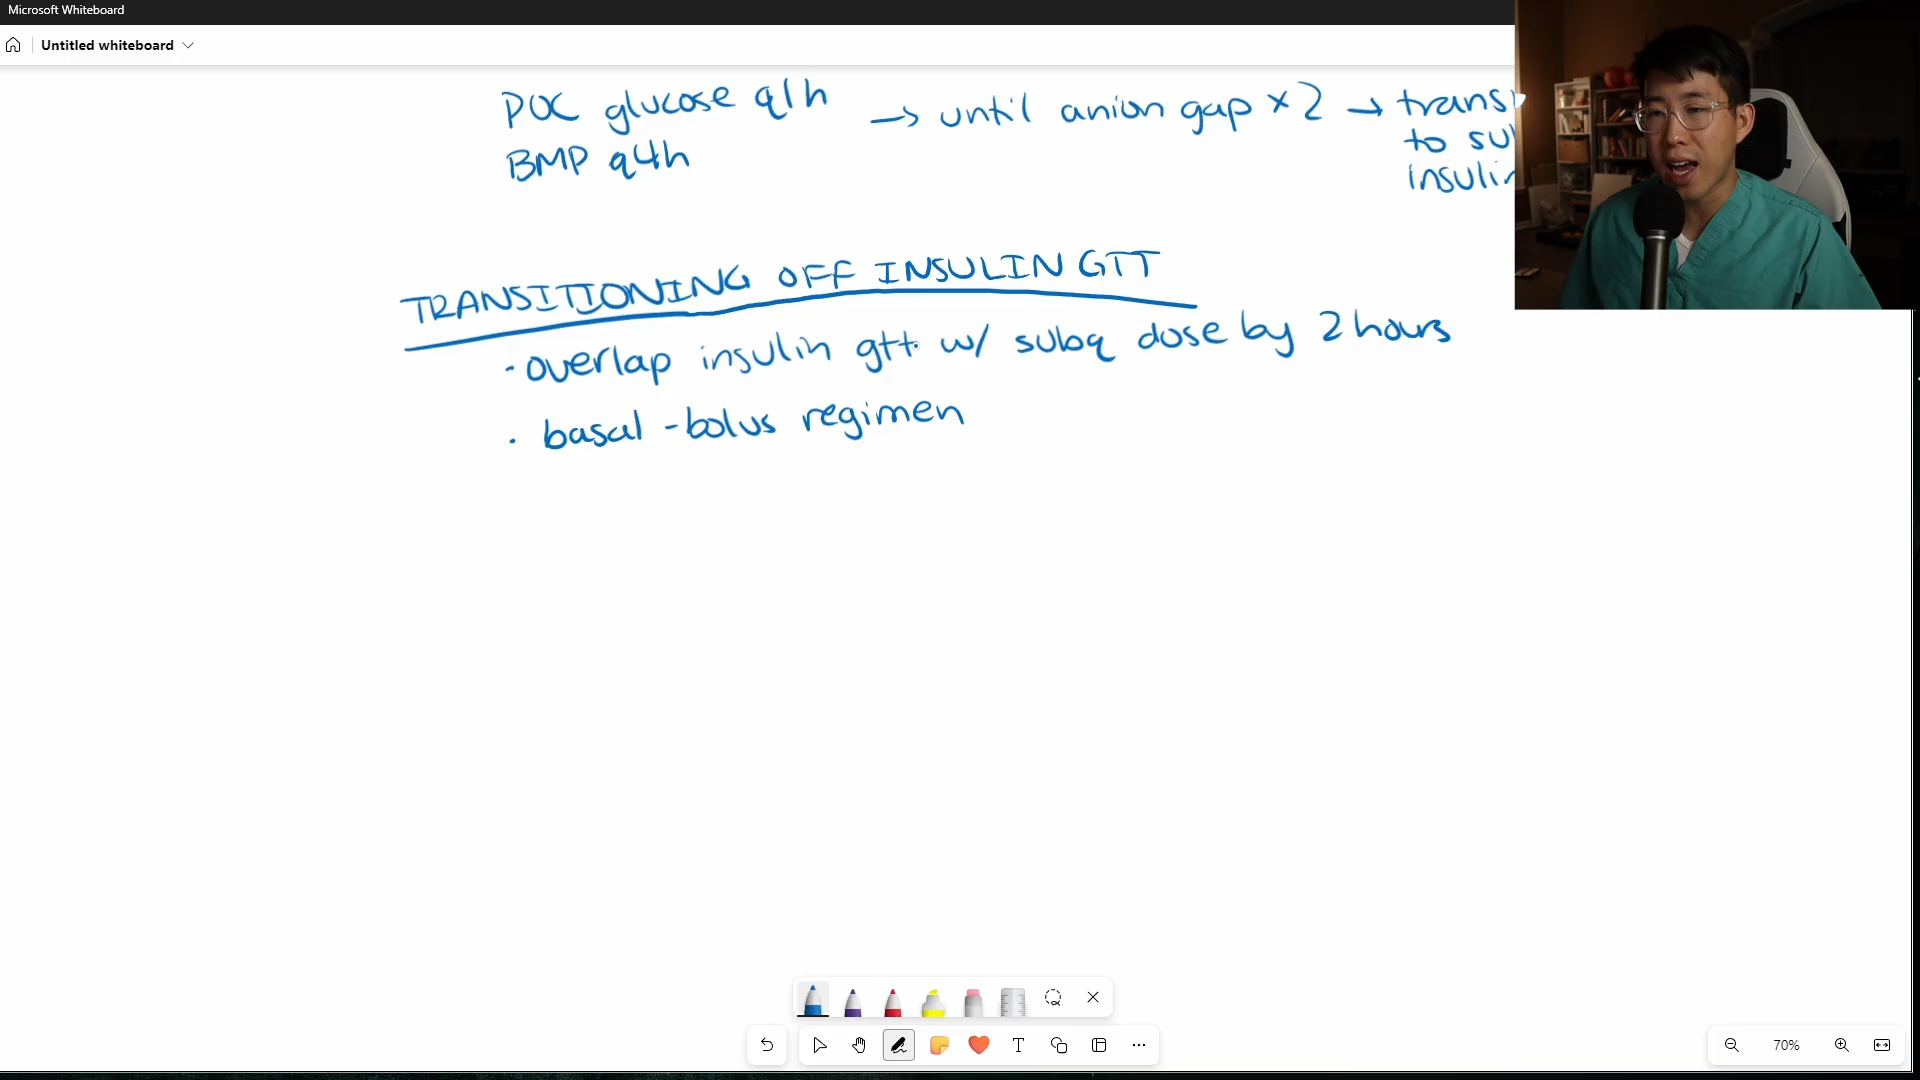 Microsoft Whiteboard
Untitled whiteboard
POC glucose q1h → until anion gap x2 → trans
BMP q4h to su
insulin
TRANSITIONING OFF INSULIN GTT
• overlap insulin gtt w/ subq dose by 2 hours
• basal-bolus regimen
T
70%